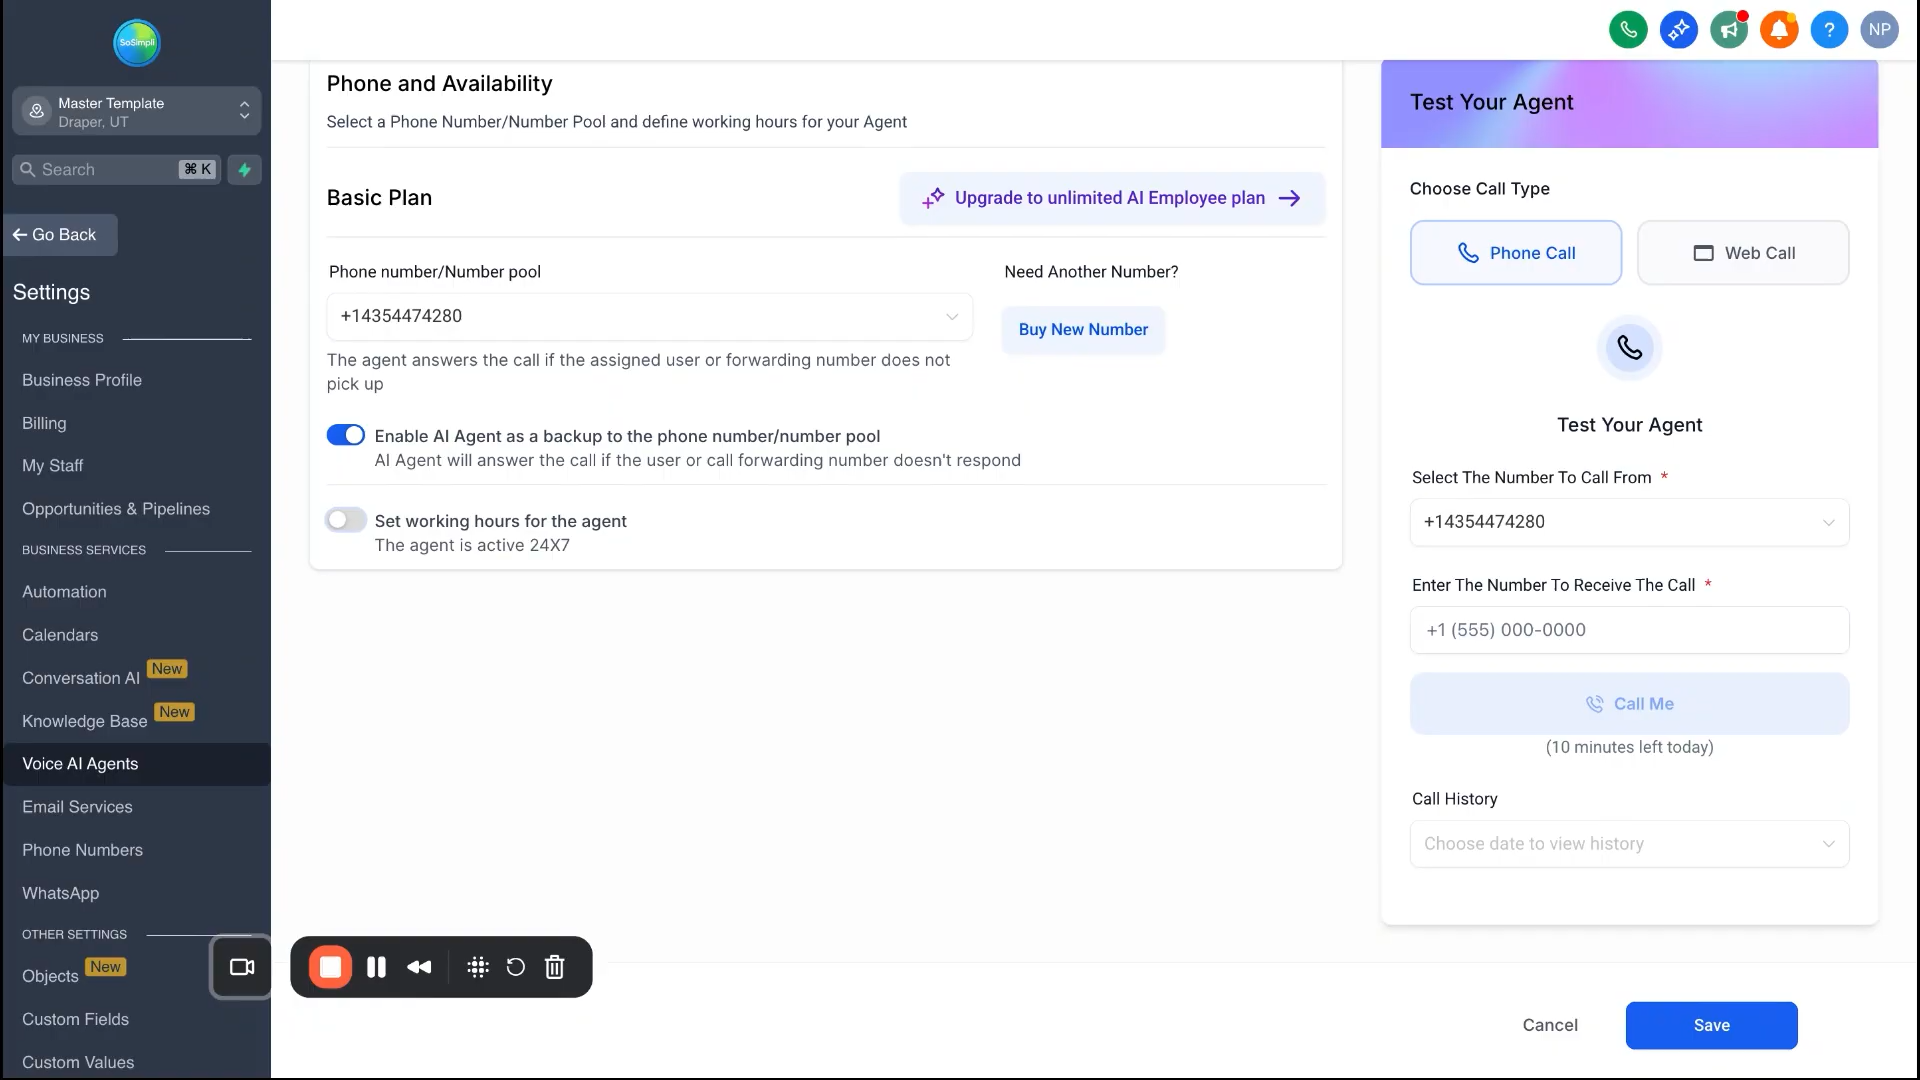 SoSimpli
Master Template
Draper, UT
Search
⌘ K
Go Back
Settings
MY BUSINESS
Business Profile
Billing
My Staff
Opportunities & Pipelines
BUSINESS SERVICES
Automation
Calendars
Conversation AI New
Knowledge Base New
Voice AI Agents
Email Services
Phone Numbers
WhatsApp
OTHER SETTINGS
Objects New
Custom Fields
Custom Values
?
NP
Phone and Availability
Select a Phone Number/Number Pool and define working hours for your Agent
Basic Plan
Upgrade to unlimited AI Employee plan
Phone number/Number pool
+14354474280
The agent answers the call if the assigned user or forwarding number does not
pick up
Need Another Number?
Buy New Number
Enable AI Agent as a backup to the phone number/number pool
AI Agent will answer the call if the user or call forwarding number doesn't respond
Set working hours for the agent
The agent is active 24X7
Test Your Agent
Choose Call Type
Phone Call
Web Call
Test Your Agent
Select The Number To Call From *
+14354474280
Enter The Number To Receive The Call *
+1 (555) 000-0000
Call Me
(10 minutes left today)
Call History
Choose date to view history
Cancel
Save